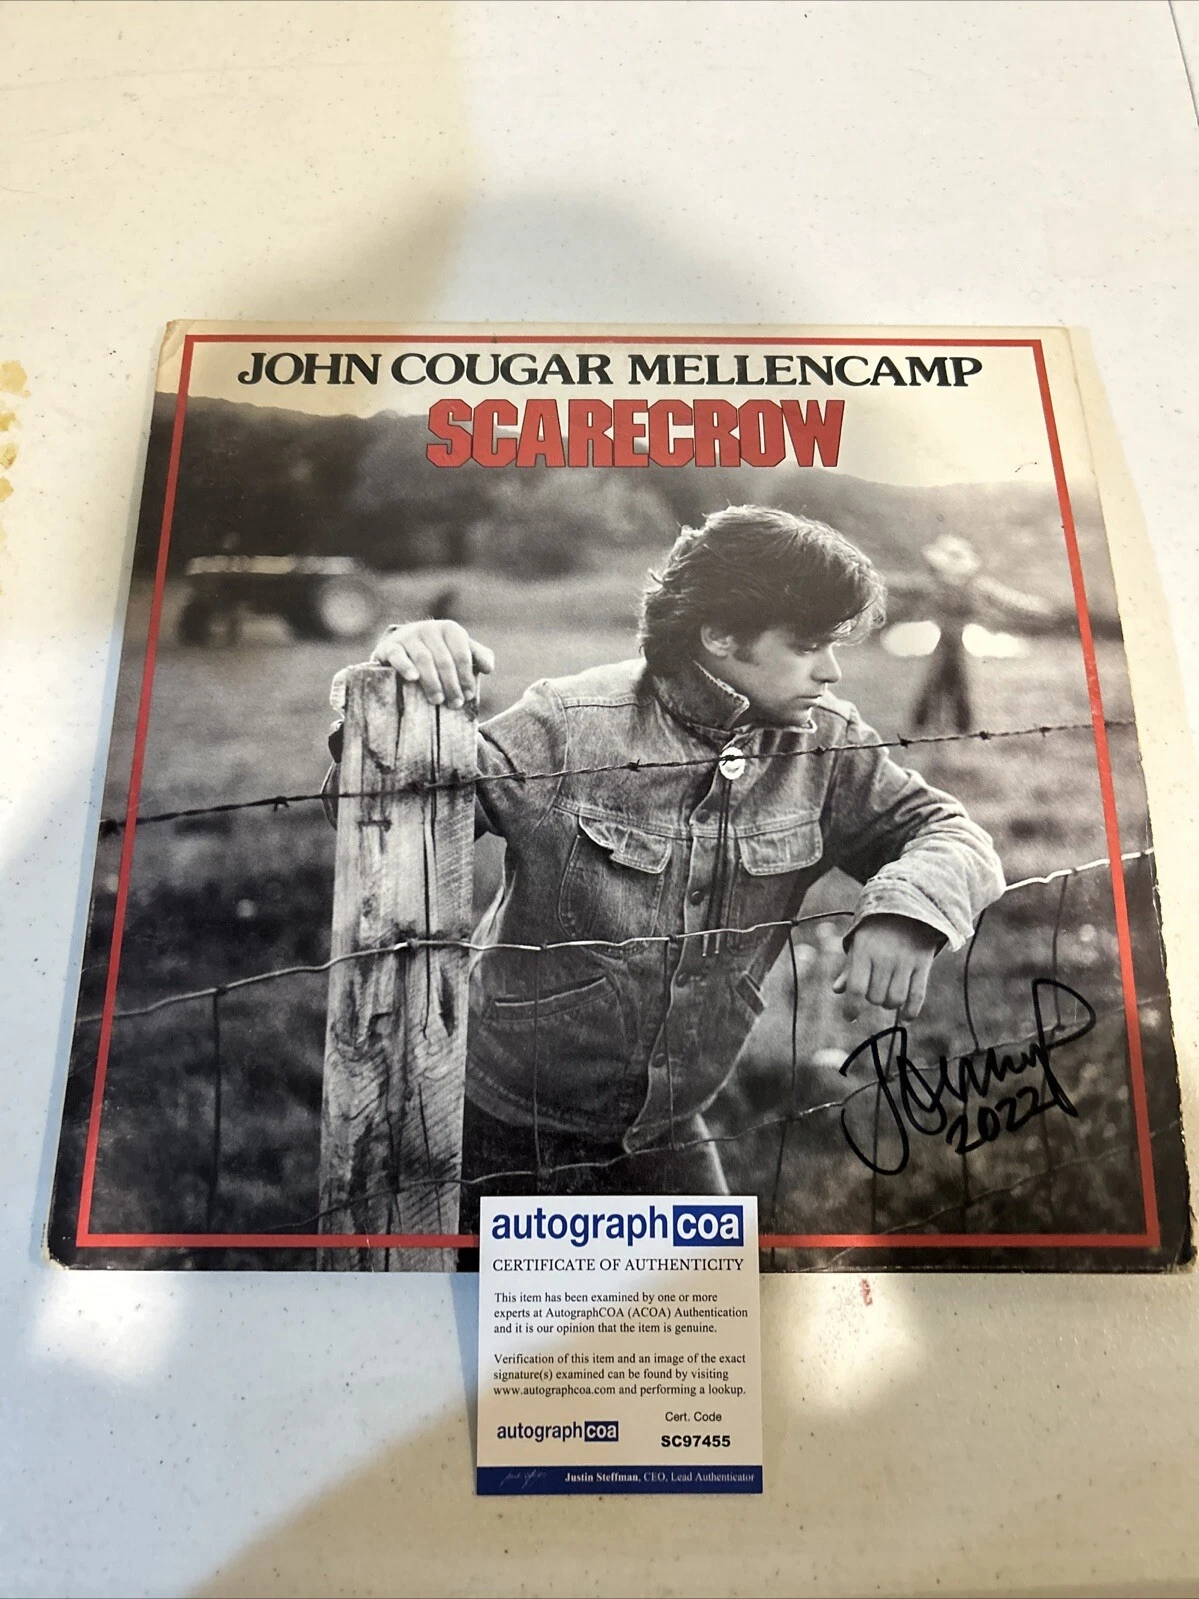 JOHN COUGAR MELLENCAMP
SCARECROW
2022
autographcoa
CERTIFICATE OF AUTHENTICITY
This item has been examined by one or more
experts at AutographCOA (ACOA) Authentication
and it is our opinion that the item is genuine.
Verification of this item and an image of the exact
signature(s) examined can be found by visiting
www.autographcoa.com and performing a lookup.
autographcoa
Cert. Code
SC97455
Justin Steffman, CEO, Lead Authenticator